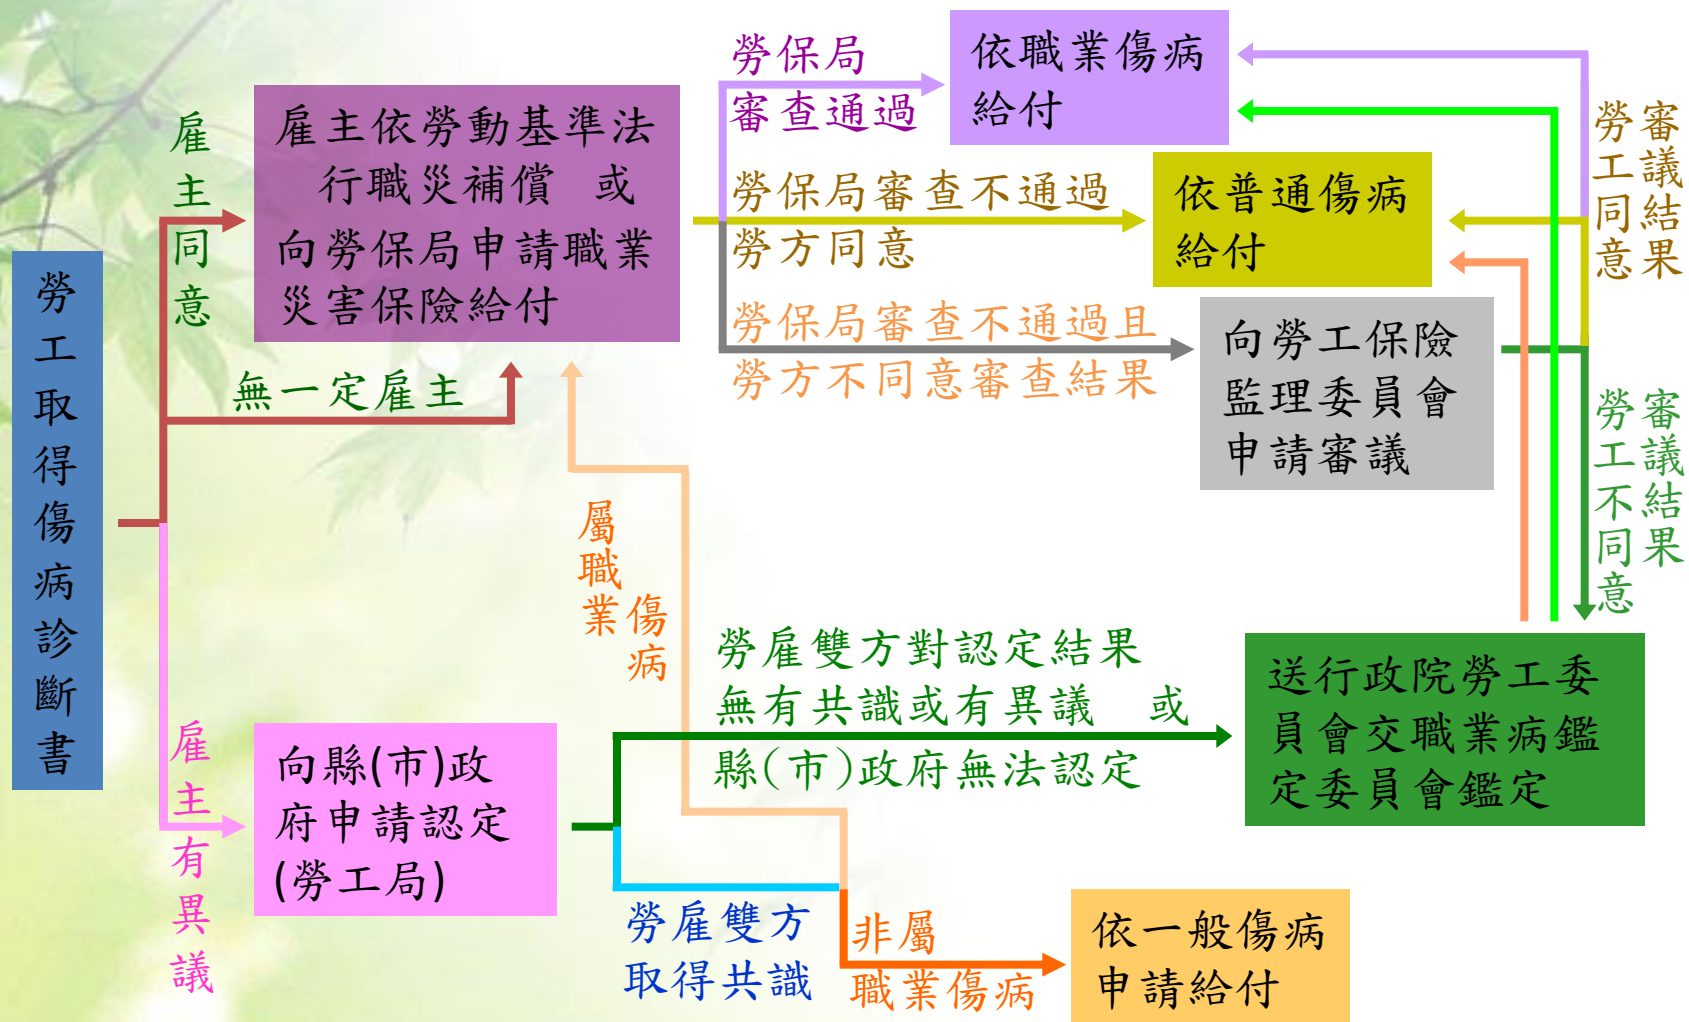 勞工取得傷病診斷書
雇主同意
雇主依勞動基準法
行職災補償 或
向勞保局申請職業
災害保險給付
無一定雇主
勞保局
審查通過
依職業傷病
給付
勞保局審查不通過
勞方同意
依普通傷病
給付
勞保局審查不通過且
勞方不同意審查結果
向勞工保險
監理委員會
申請審議
勞工同意
審議結果
勞工不同意
審議結果
屬職業
傷病
雇主有異議
向縣(市)政
府申請認定
(勞工局)
勞雇雙方對認定結果
無有共識或有異議 或
縣(市)政府無法認定
送行政院勞工委
員會交職業病鑑
定委員會鑑定
勞雇雙方
取得共識
非屬
職業傷病
依一般傷病
申請給付